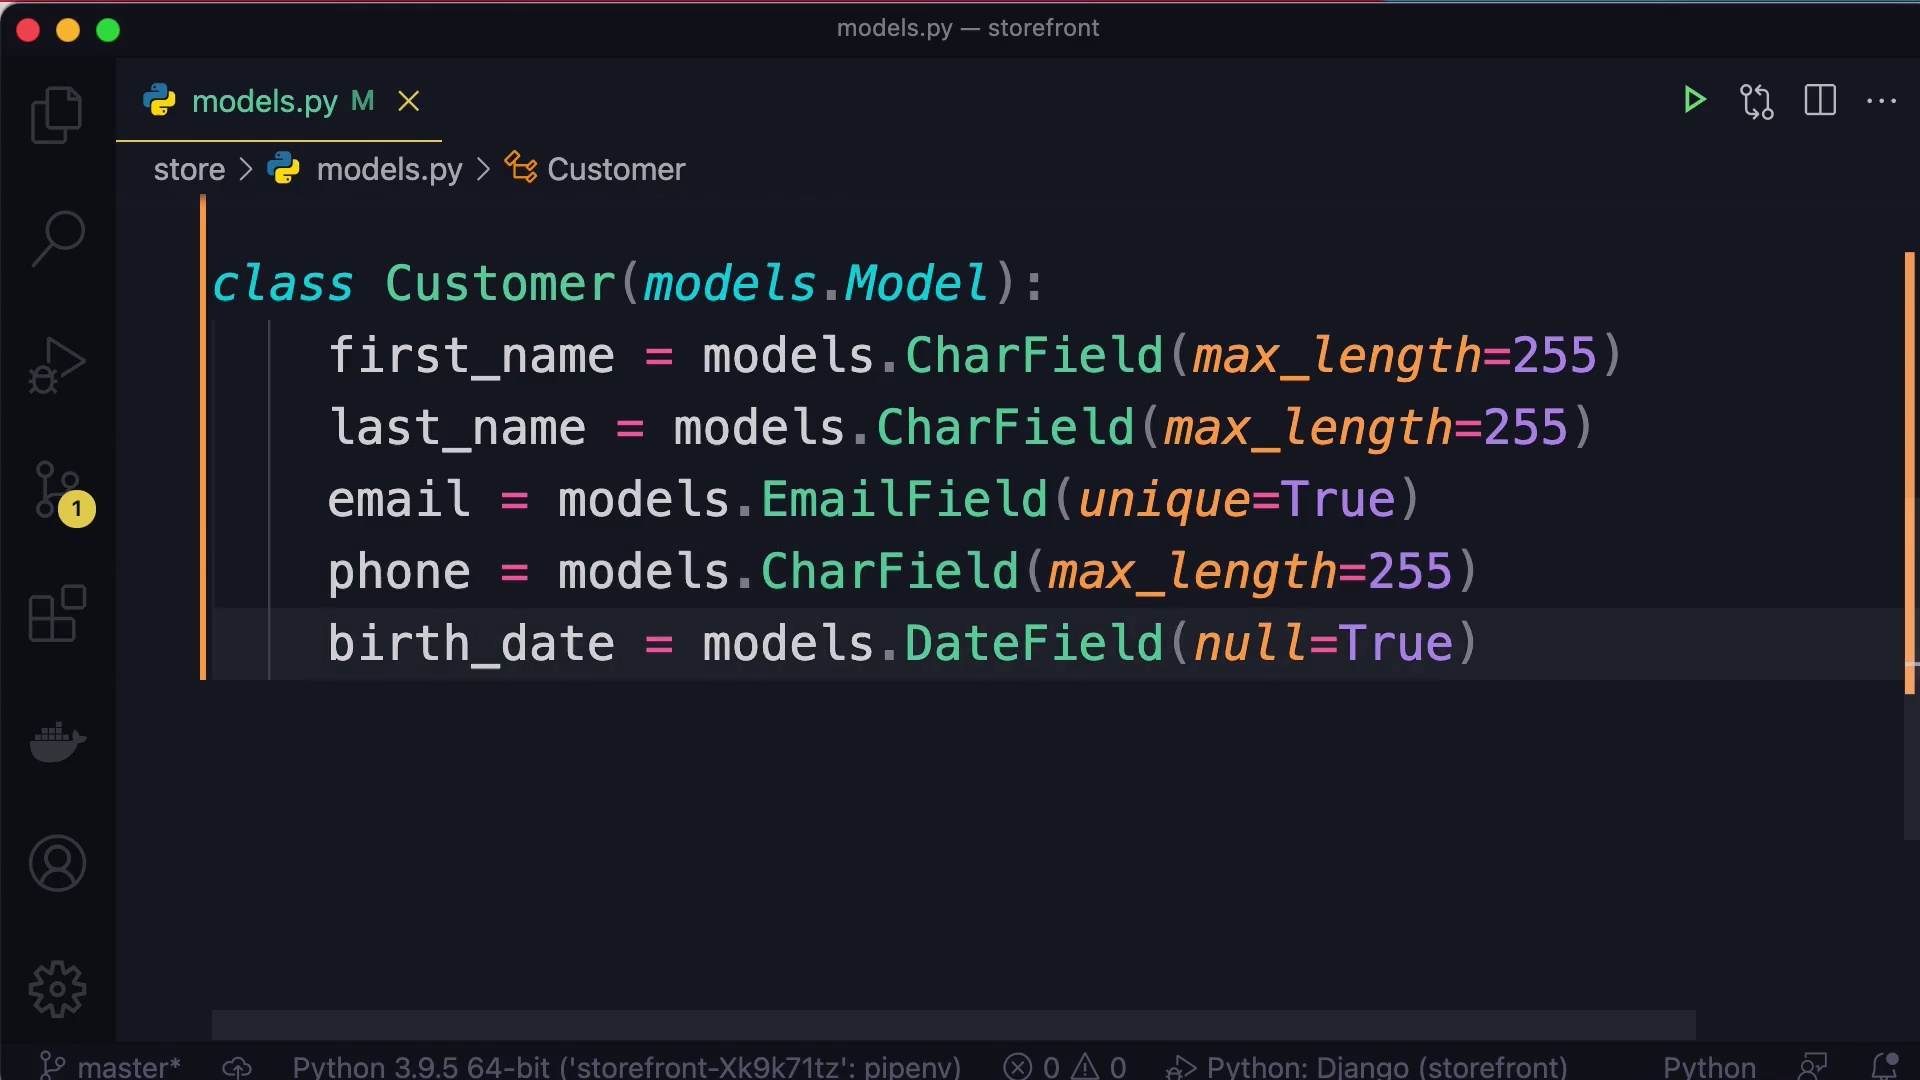 models.py — storefront
models.py M
store > models.py > Customer
class Customer(models.Model):
    first_name = models.CharField(max_length=255)
    last_name = models.CharField(max_length=255)
    email = models.EmailField(unique=True)
    phone = models.CharField(max_length=255)
    birth_date = models.DateField(null=True)
1
master* Python 3.9.5 64-bit ('storefront-Xk9k71tz': pipenv) 0 0 Python: Django (storefront) Python